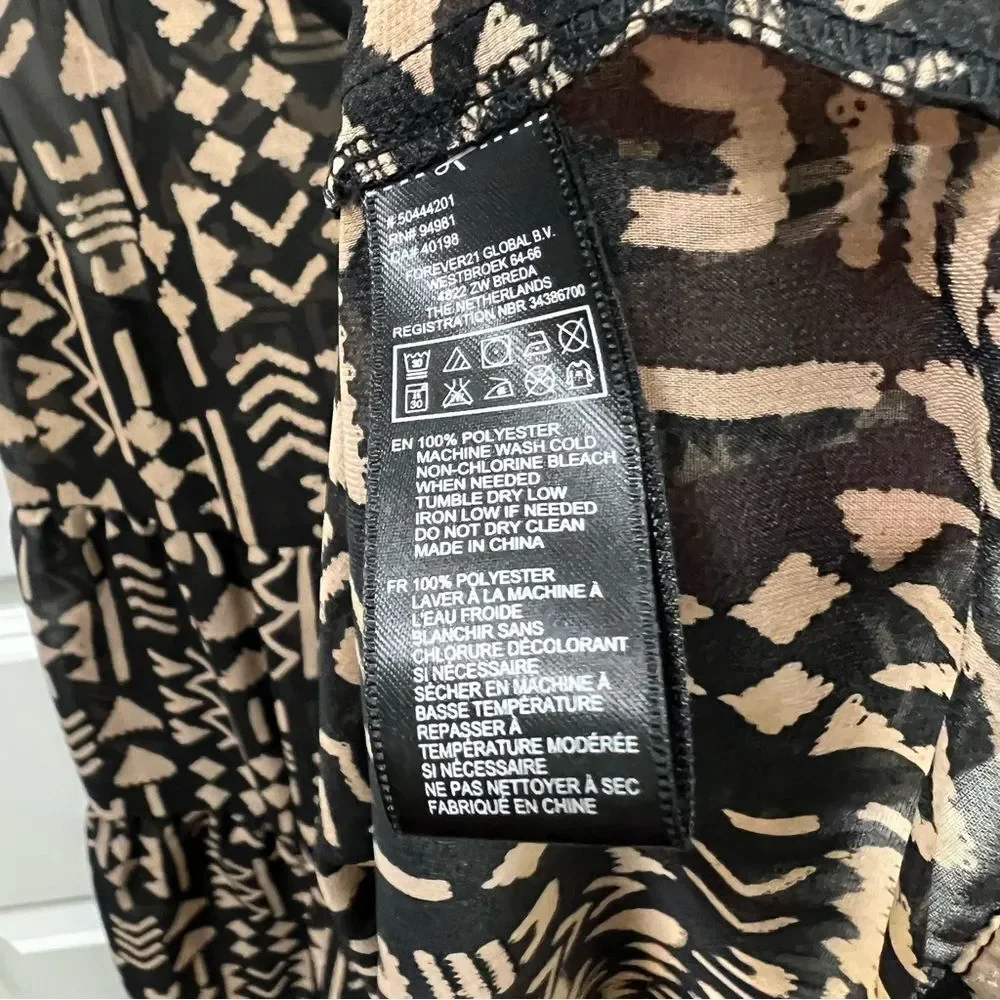 # 50444201
RN# 94981
CA# 40198
FOREVER21 GLOBAL B.V.
WESTBROEK 64-66
4822 ZW BREDA
THE NETHERLANDS
REGISTRATION NBR 34386700
30
30
EN 100% POLYESTER
MACHINE WASH COLD
NON-CHLORINE BLEACH
WHEN NEEDED
TUMBLE DRY LOW
IRON LOW IF NEEDED
DO NOT DRY CLEAN
MADE IN CHINA
FR 100% POLYESTER
LAVER À LA MACHINE À
L'EAU FROIDE
BLANCHIR SANS
CHLORURE DÉCOLORANT
SI NÉCESSAIRE
SÉCHER EN MACHINE À
BASSE TEMPÉRATURE
REPASSER À
TEMPÉRATURE MODÉRÉE
SI NÉCESSAIRE
NE PAS NETTOYER À SEC
FABRIQUÉ EN CHINE